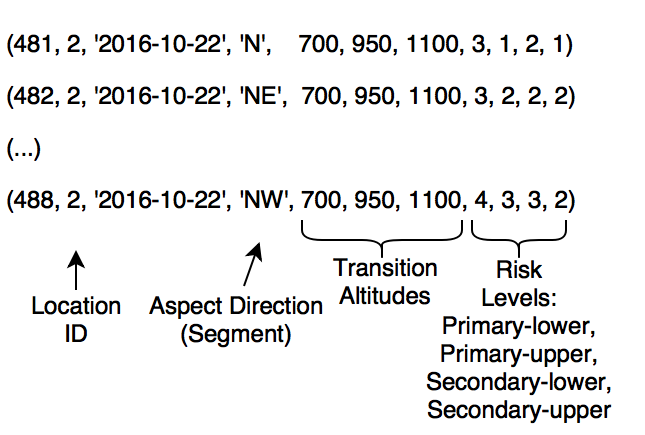 (481, 2, '2016-10-22', 'N', 700, 950, 1100, 3, 1, 2, 1)
(482, 2, '2016-10-22', 'NE', 700, 950, 1100, 3, 2, 2, 2)
(...)
(488, 2, '2016-10-22', 'NW', 700, 950, 1100, 4, 3, 3, 2)
Location
ID
Aspect Direction
(Segment)
Transition
Altitudes
Risk
Levels:
Primary-lower,
Primary-upper,
Secondary-lower,
Secondary-upper